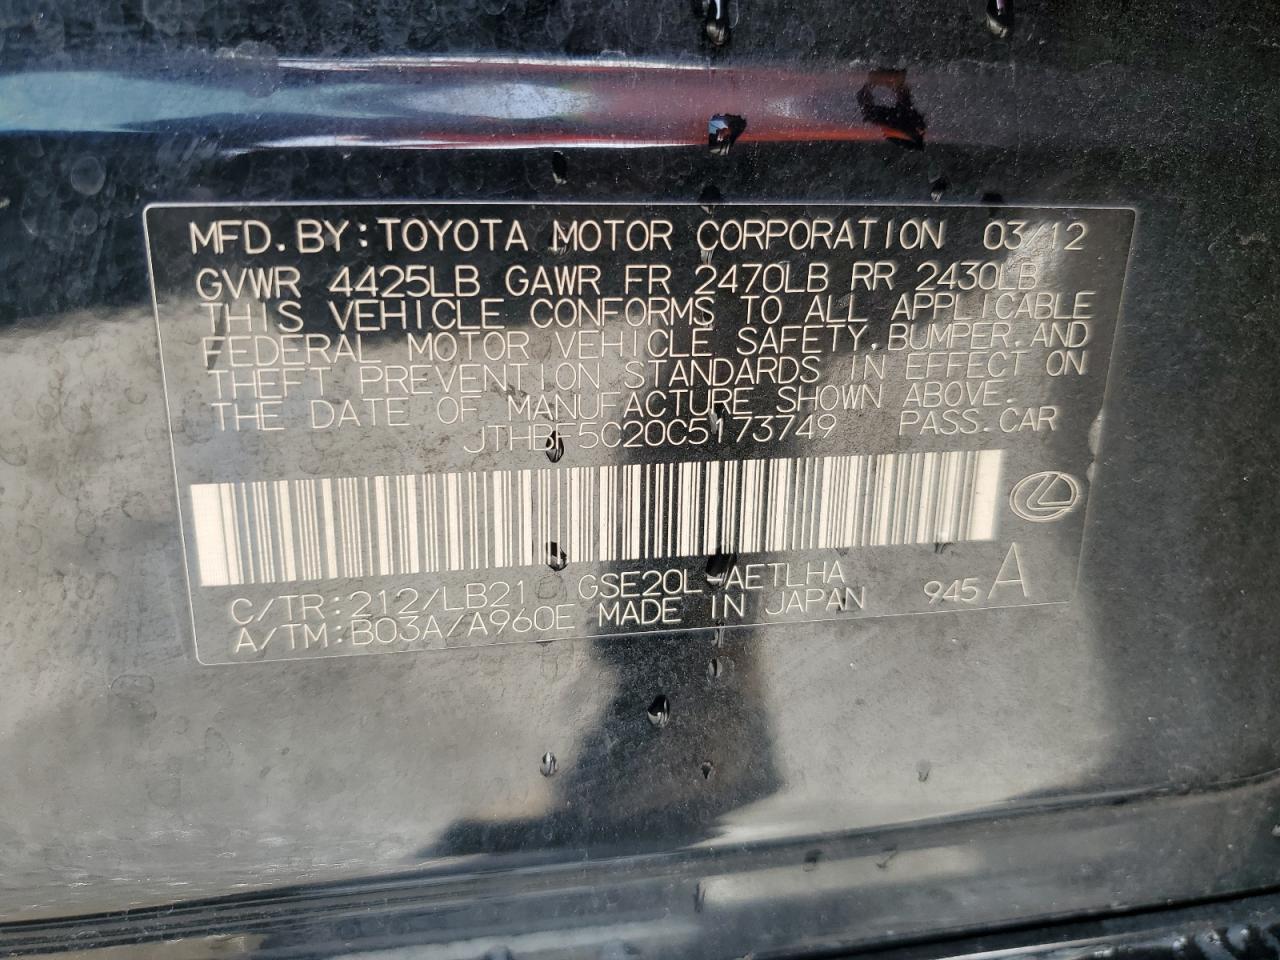 MFD.BY:TOYOTA MOTOR CORPORATION 03/12
GVWR 4425LB GAWR FR 2470LB RR 2430LB
THIS VEHICLE CONFORMS TO ALL APPLICABLE
FEDERAL MOTOR VEHICLE SAFETY,BUMPER,AND
THEFT PREVENTION STANDARDS IN EFFECT ON
THE DATE OF MANUFACTURE SHOWN ABOVE.
JTHBF5C20C5173749 PASS.CAR
C/TR:212/LB21 GSE20L-AETLHA 945 A
A/TM:B03A/A960E MADE IN JAPAN